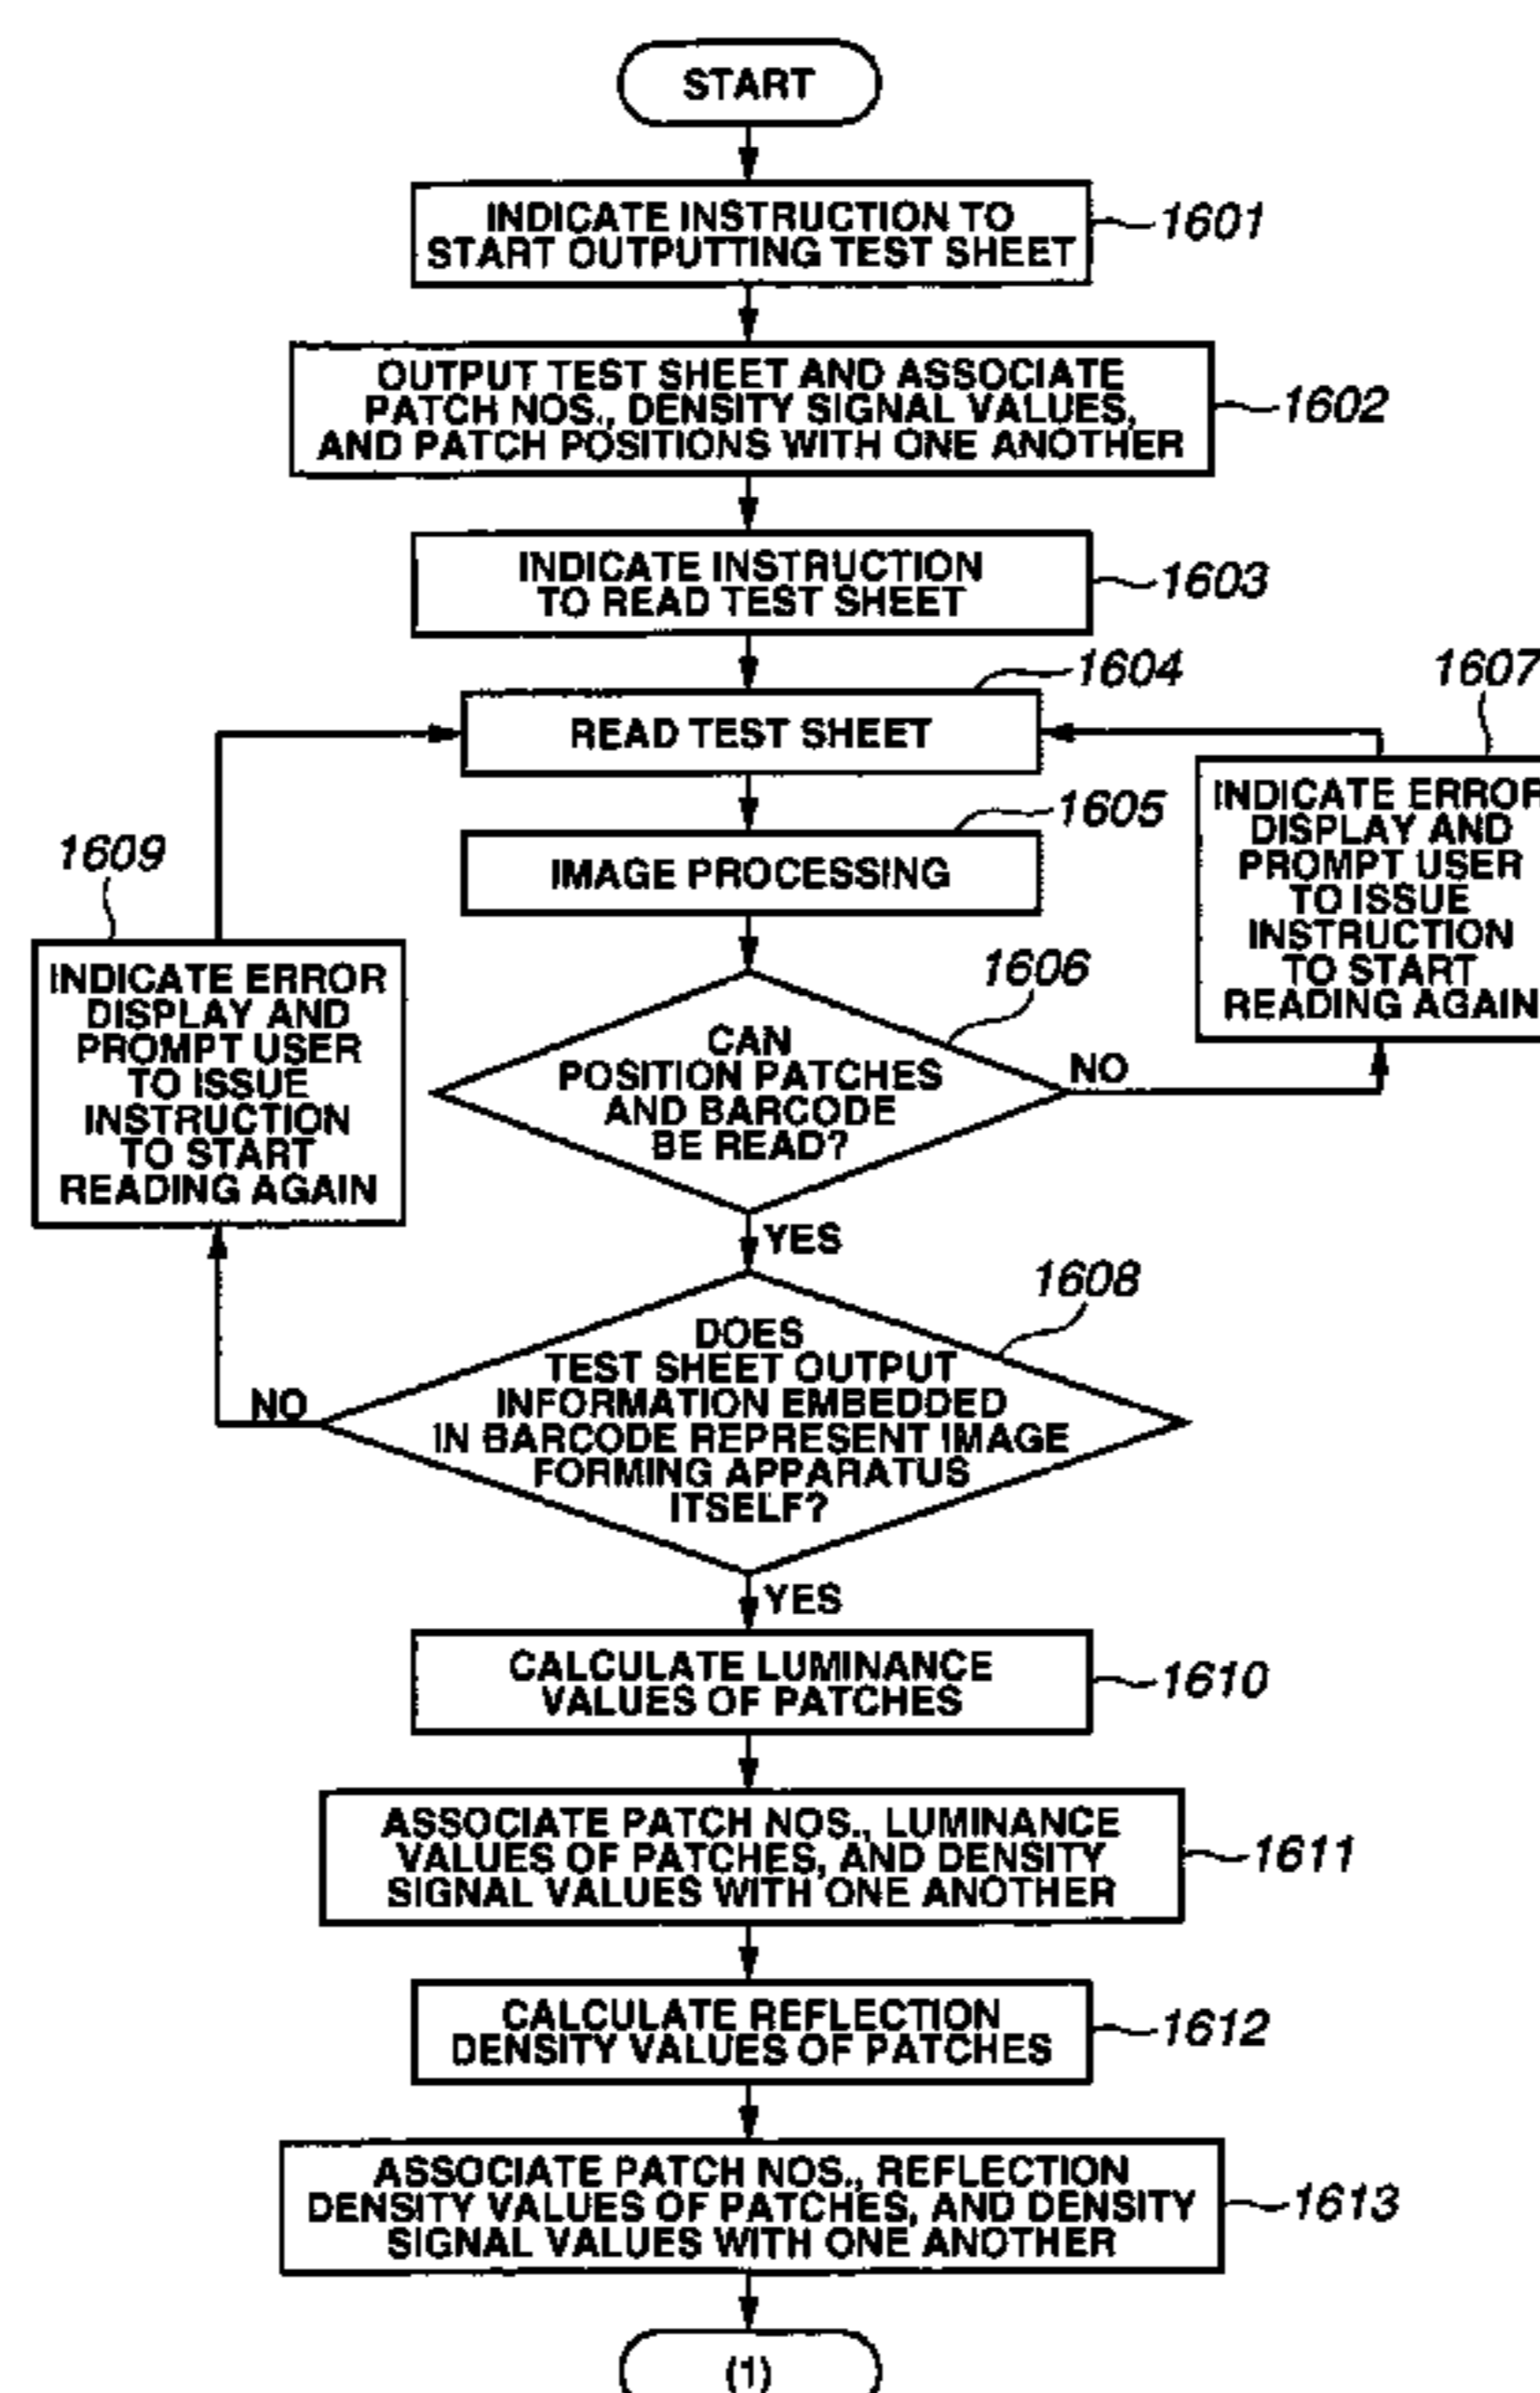 START
INDICATE INSTRUCTION TO
START OUTPUTTING TEST SHEET
1601
OUTPUT TEST SHEET AND ASSOCIATE
PATCH NOS., DENSITY SIGNAL VALUES,
AND PATCH POSITIONS WITH ONE ANOTHER
1602
INDICATE INSTRUCTION
TO READ TEST SHEET
1603
READ TEST SHEET
1604
1607
INDICATE ERROR
DISPLAY AND
PROMPT USER
TO ISSUE
INSTRUCTION
TO START
READING AGAIN
IMAGE PROCESSING
1605
1609
INDICATE ERROR
DISPLAY AND
PROMPT USER
TO ISSUE
INSTRUCTION
TO START
READING AGAIN
1606
CAN
POSITION PATCHES
AND BARCODE
BE READ?
NO
YES
1608
DOES
TEST SHEET OUTPUT
INFORMATION EMBEDDED
IN BARCODE REPRESENT IMAGE
FORMING APPARATUS
ITSELF?
NO
YES
CALCULATE LUMINANCE
VALUES OF PATCHES
1610
ASSOCIATE PATCH NOS., LUMINANCE
VALUES OF PATCHES, AND DENSITY
SIGNAL VALUES WITH ONE ANOTHER
1611
CALCULATE REFLECTION
DENSITY VALUES OF PATCHES
1612
ASSOCIATE PATCH NOS., REFLECTION
DENSITY VALUES OF PATCHES, AND DENSITY
SIGNAL VALUES WITH ONE ANOTHER
1613
(1)